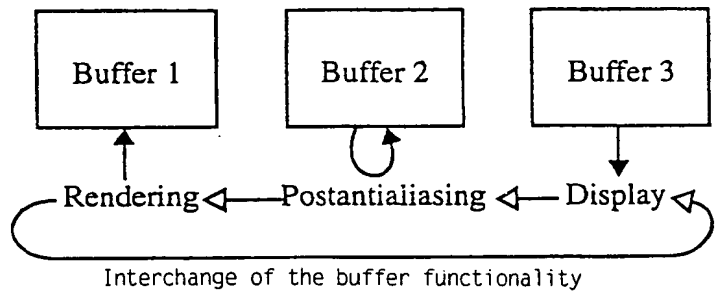 Buffer 1 Buffer 2 Buffer 3
Rendering Postantialiasing Display
Interchange of the buffer functionality